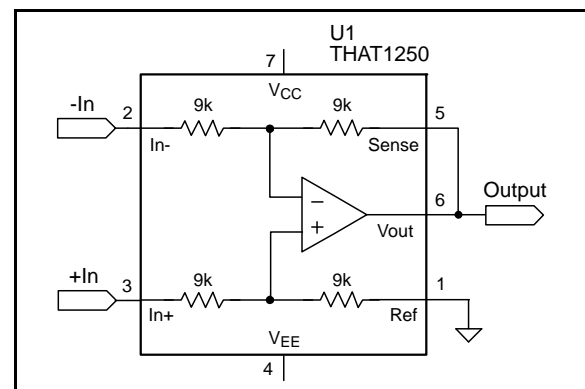 U1
THAT1250
7
VCC
-In
2
9k
9k
5
In-
Sense
Output
−
6
+
Vout
+In
3
9k
9k
1
In+
Ref
VEE
4